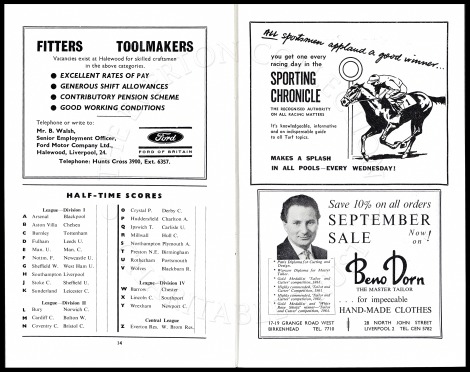 FITTERS TOOLMAKERS
Vacancies exist at Halewood for skilled craftsmen
in the above categories.
● EXCELLENT RATES OF PAY
● GENEROUS SHIFT ALLOWANCES
● CONTRIBUTORY PENSION SCHEME
● GOOD WORKING CONDITIONS
Telephone or write to:
Mr. B. Walsh,
Senior Employment Officer,
Ford Motor Company Ltd.,
Halewood, Liverpool, 24.
Telephone: Hunts Cross 3900, Ext. 6357.
Ford
FORD OF BRITAIN
HALF-TIME SCORES
League—Division I
A Arsenal Blackpool
B Aston Villa Chelsea
C Burnley Tottenham
D Fulham Leeds U.
E Man. U. Man. C.
F Nottm. F. Newcastle U.
G Sheffield W. West Ham U.
H Southampton Liverpool
J Stoke C. Sheffield U.
K Sunderland Leicester C.
League—Division II
L Bury Norwich C.
M Cardiff C. Bolton W.
N Coventry C. Bristol C.
O Crystal P. Derby C.
P Huddersfield Charlton A.
Q Ipswich T. Carlisle U.
R Millwall Hull C.
S Northampton Plymouth A.
T Preston N.E. Birmingham
U Rotherham Portsmouth
V Wolves Blackburn R.
League—Division IV
W Barrow Chester
X Lincoln C. Southport
Y Wrexham Newport C.
Central League
Z Everton Res. W. Brom Res.
14
All sportsmen applaud a good winner...
you get one every
racing day in the
SPORTING
CHRONICLE
THE RECOGNISED AUTHORITY
ON ALL RACING MATTERS
It's knowledgeable, informative
and an indispensable guide
to all Turf topics.
MAKES A SPLASH
IN ALL POOLS—EVERY WEDNESDAY!
Save 10% on all orders
SEPTEMBER
SALE Now on!
Beno Dorn
THE MASTER TAILOR
. . . for impeccable
HAND-MADE CLOTHES
17-19 GRANGE ROAD WEST
BIRKENHEAD TEL. 7710
28 NORTH JOHN STREET
LIVERPOOL 2 TEL. CEN 5782